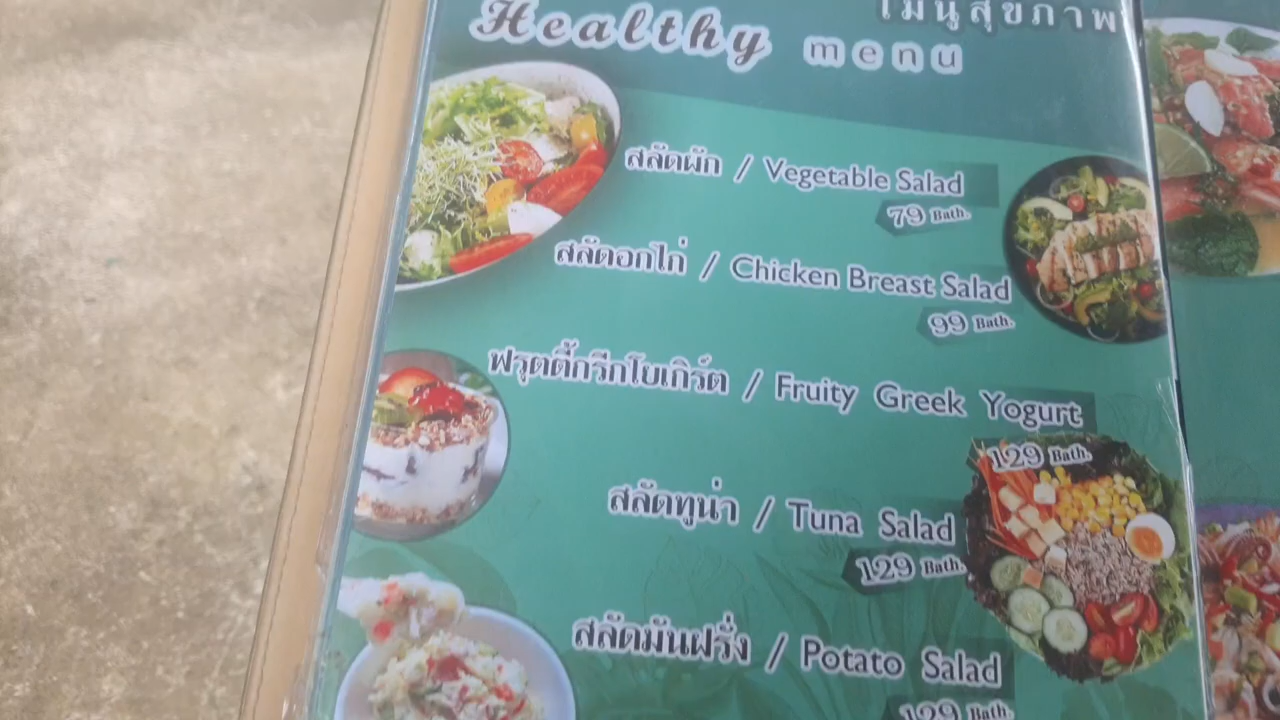 เมนูสุขภาพ
Healthy menu
สลัดผัก / Vegetable Salad
79 Bath.
สลัดอกไก่ / Chicken Breast Salad
99 Bath.
ฟรุตตี้กรีกโยเกิร์ต / Fruity Greek Yogurt
129 Bath.
สลัดทูน่า / Tuna Salad
129 Bath.
สลัดมันฝรั่ง / Potato Salad
129 Bath.